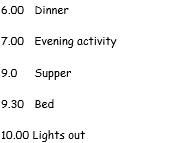 6.00 Dinner
7.00 Evening activity
9.0 Supper
9.30 Bed
10.00 Lights out